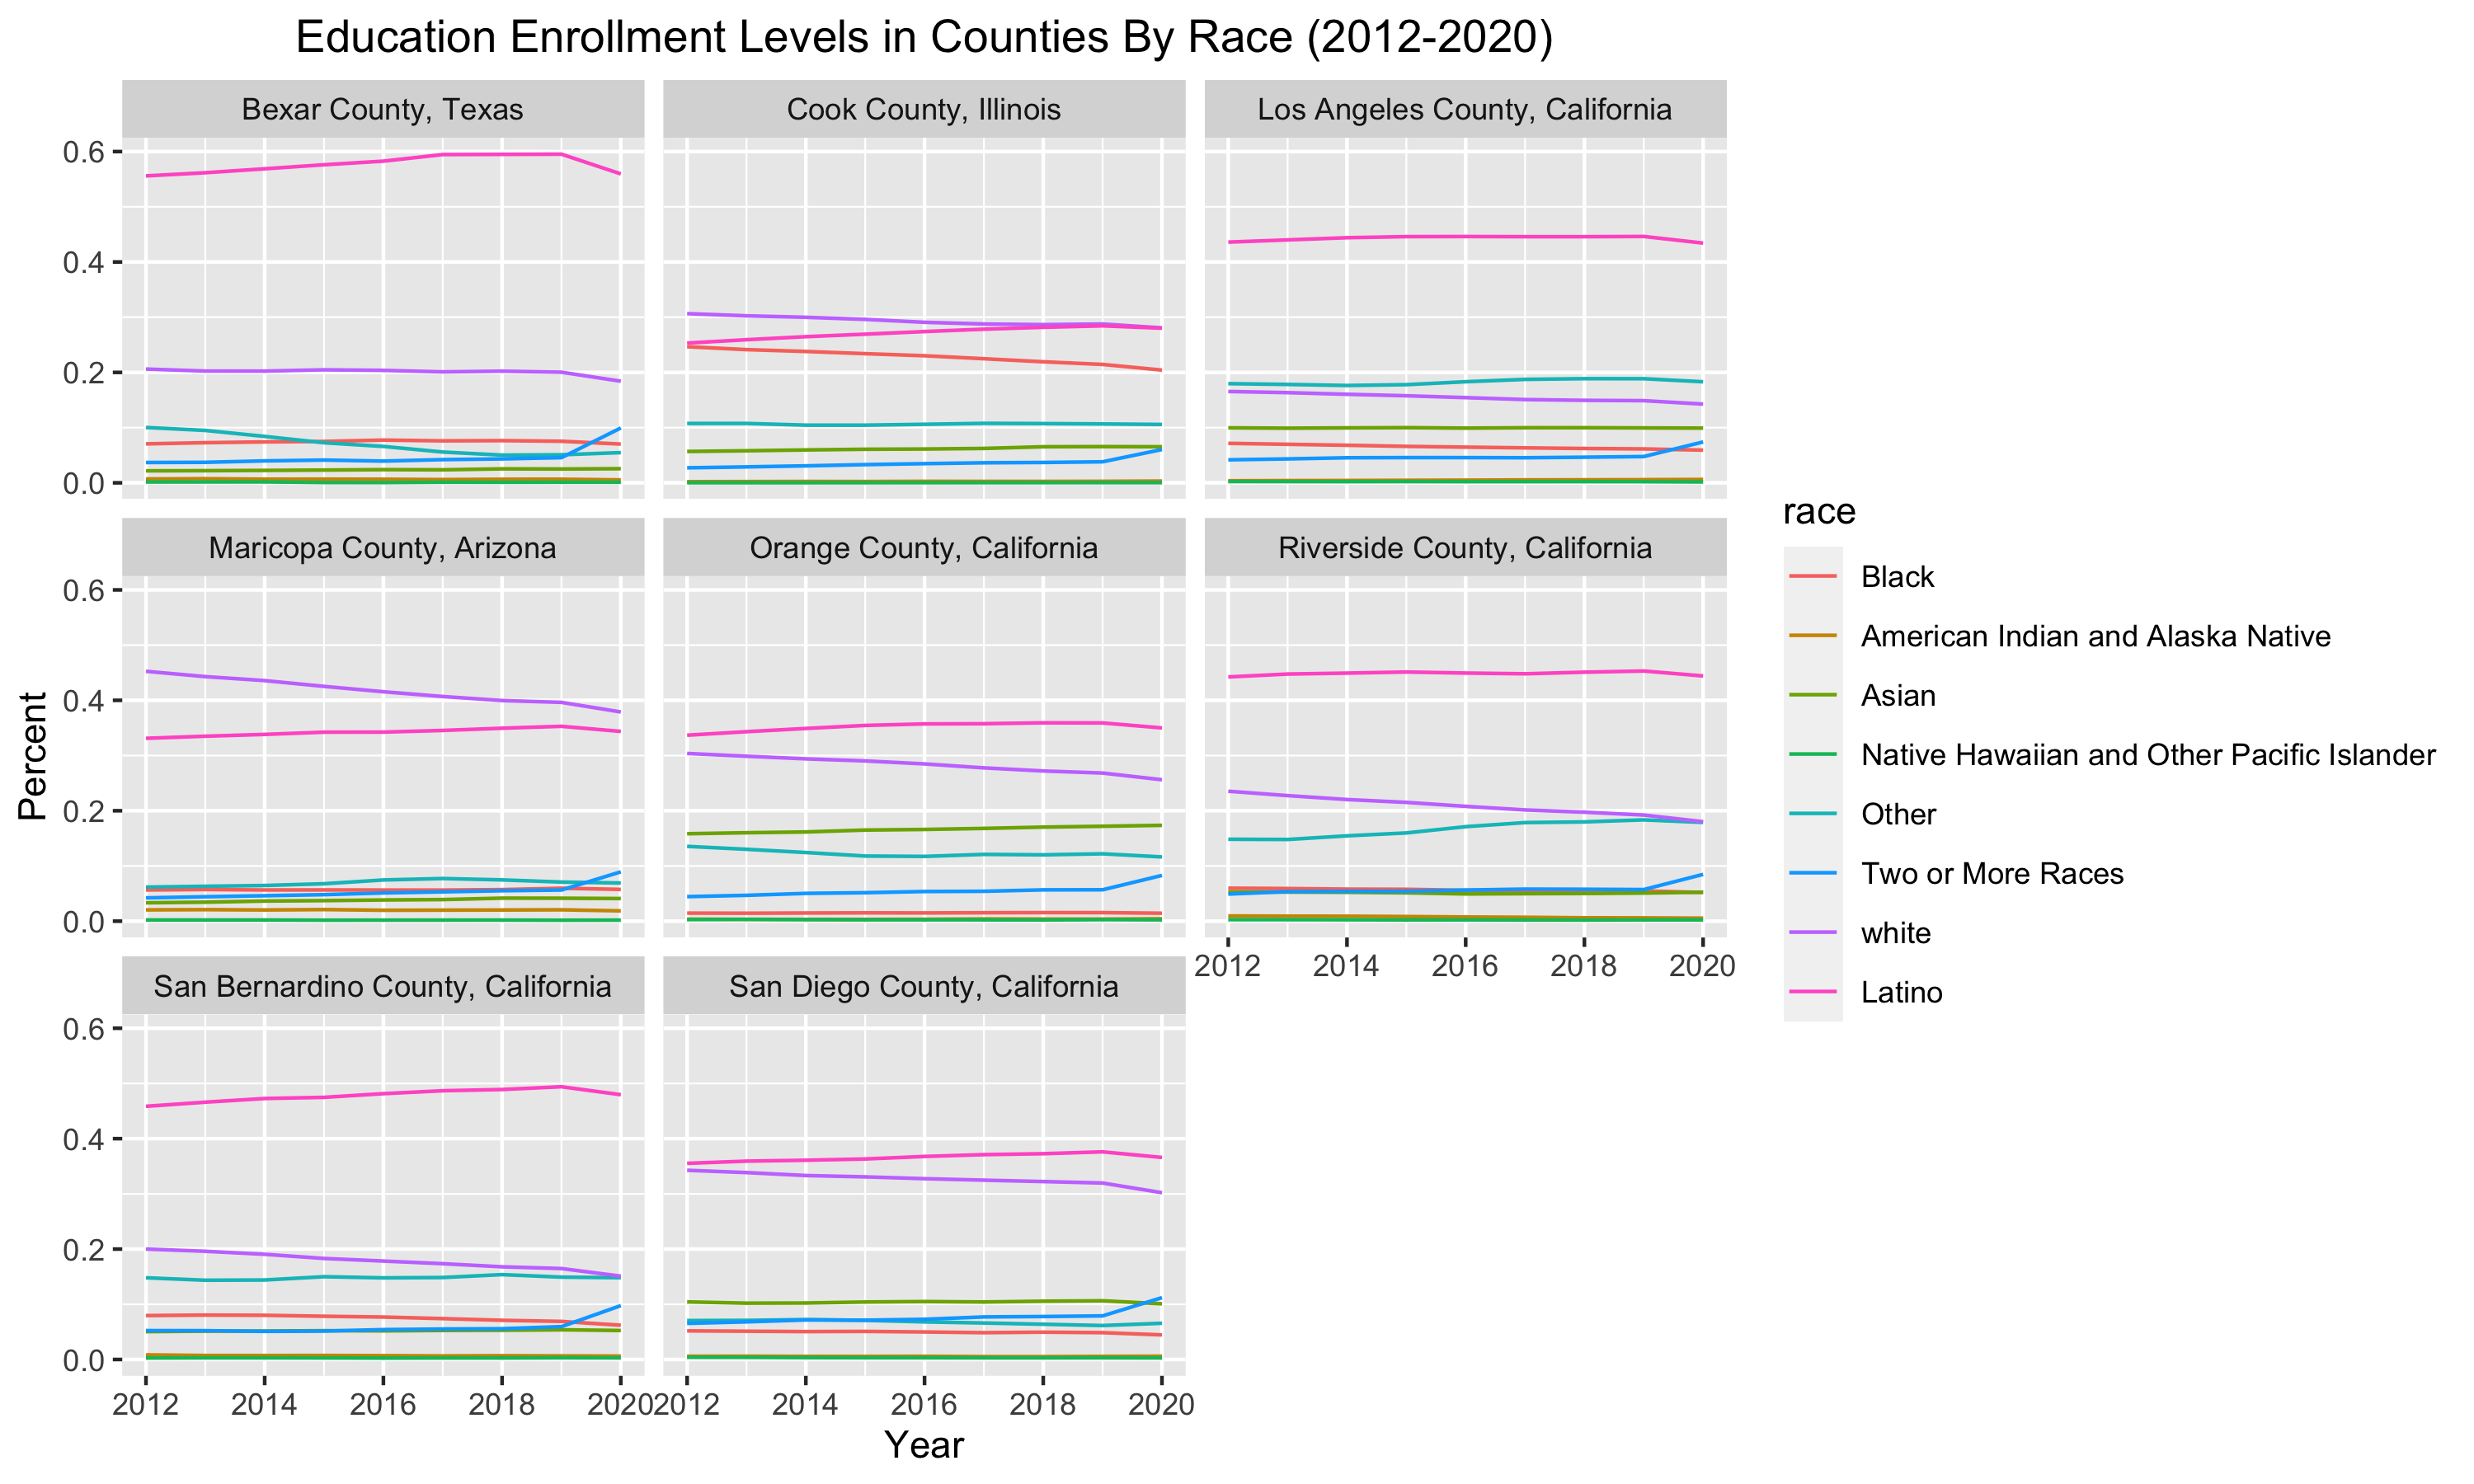 Education Enrollment Levels in Counties By Race (2012-2020)
Bexar County, Texas
Cook County, Illinois
Los Angeles County, California
0.6
0.4
0.2
0.0
Maricopa County, Arizona
Orange County, California
Riverside County, California
0.6
0.4
0.2
0.0
2012 2014 2016 2018 2020
San Bernardino County, California
San Diego County, California
0.6
0.4
0.2
0.0
2012 2014 2016 2018 2020
2012 2014 2016 2018 2020
Year
Percent
race
Black
American Indian and Alaska Native
Asian
Native Hawaiian and Other Pacific Islander
Other
Two or More Races
white
Latino